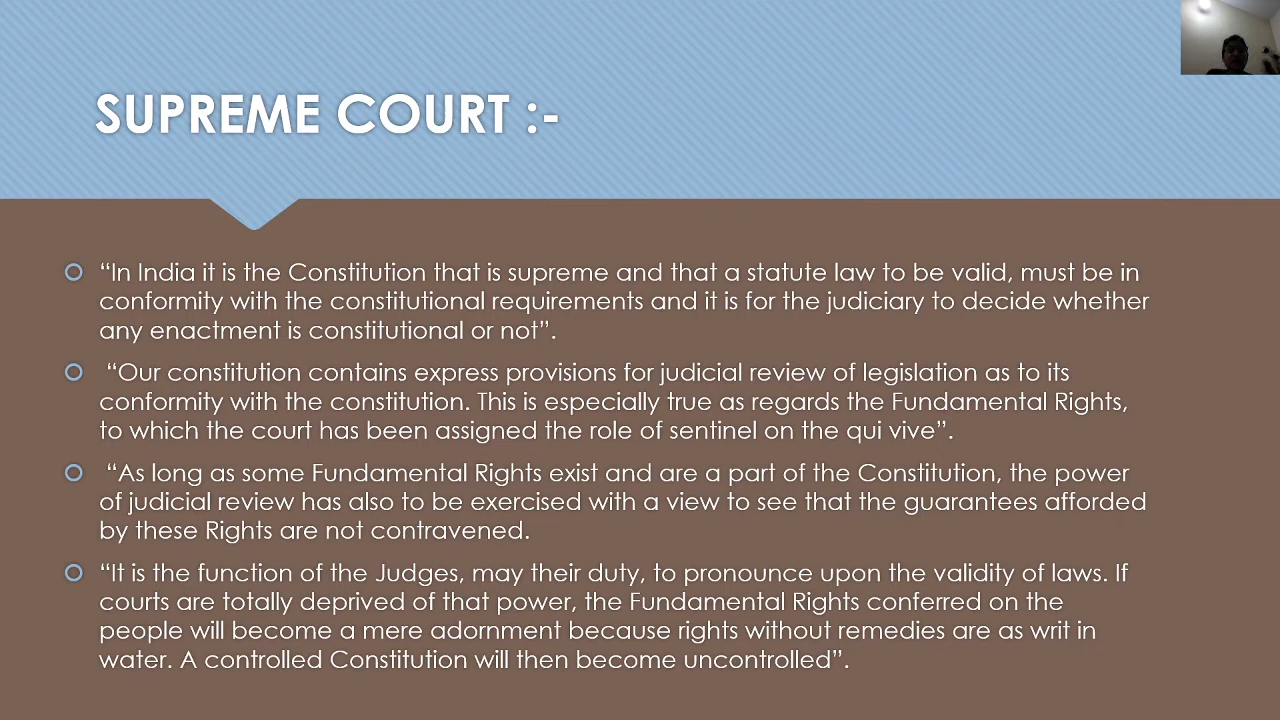 SUPREME COURT :-
“In India it is the Constitution that is supreme and that a statute law to be valid, must be in
conformity with the constitutional requirements and it is for the judiciary to decide whether
any enactment is constitutional or not”.
“Our constitution contains express provisions for judicial review of legislation as to its
conformity with the constitution. This is especially true as regards the Fundamental Rights,
to which the court has been assigned the role of sentinel on the qui vive”.
“As long as some Fundamental Rights exist and are a part of the Constitution, the power
of judicial review has also to be exercised with a view to see that the guarantees afforded
by these Rights are not contravened.
“It is the function of the Judges, may their duty, to pronounce upon the validity of laws. If
courts are totally deprived of that power, the Fundamental Rights conferred on the
people will become a mere adornment because rights without remedies are as writ in
water. A controlled Constitution will then become uncontrolled”.